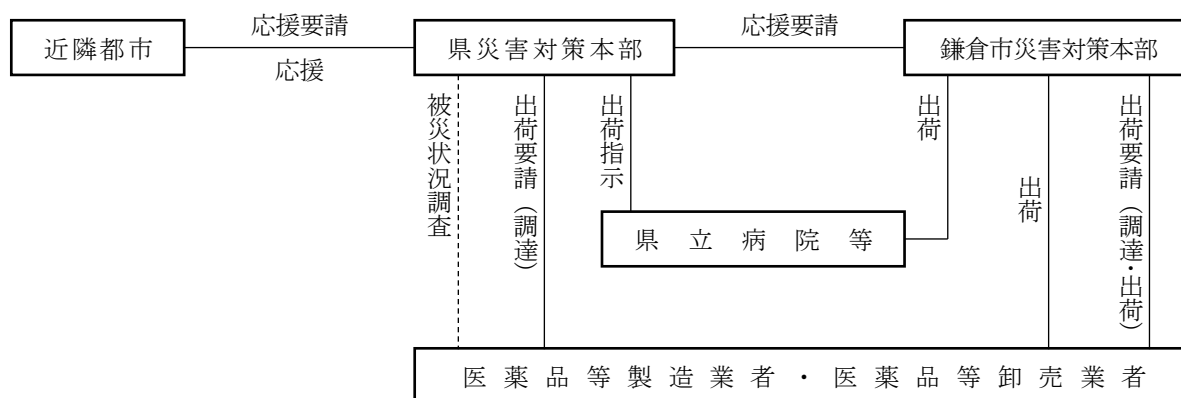 応援要請
応援要請
近隣都市
県災害対策本部
鎌倉市災害対策本部
応援
被災状況調査
出荷要請（調達）
出荷指示
出荷
出荷
出荷要請（調達・出荷）
県立病院等
医薬品等製造業者・医薬品等卸売業者